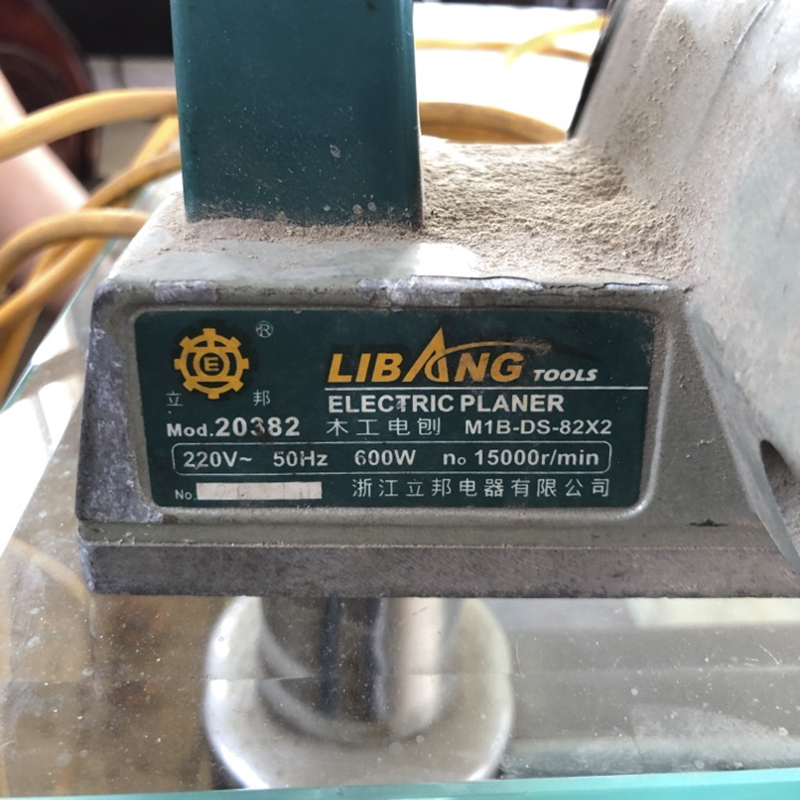 E
®
立 邦
LIBANG TOOLS
ELECTRIC PLANER
Mod.20382 木工电刨 M1B-DS-82X2
220V~ 50Hz 600W n₀ 15000r/min
No. 浙江立邦电器有限公司